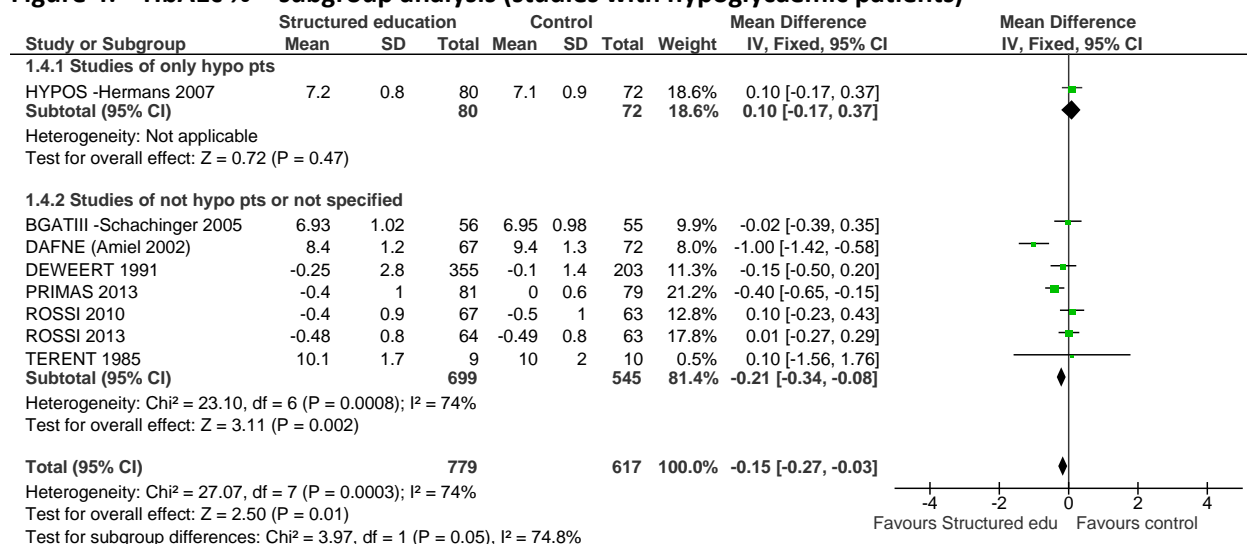 Figure 4: HbA1c % – subgroup analysis (studies with hypoglycaemic patients)
Structured education Control Mean Difference Mean Difference
Study or Subgroup Mean SD Total Mean SD Total Weight IV, Fixed, 95% CI IV, Fixed, 95% CI
1.4.1 Studies of only hypo pts
HYPOS -Hermans 2007 7.2 0.8 80 7.1 0.9 72 18.6% 0.10 [-0.17, 0.37]
Subtotal (95% CI) 80 72 18.6% 0.10 [-0.17, 0.37]
Heterogeneity: Not applicable
Test for overall effect: Z = 0.72 (P = 0.47)
1.4.2 Studies of not hypo pts or not specified
BGATIII -Schachinger 2005 6.93 1.02 56 6.95 0.98 55 9.9% -0.02 [-0.39, 0.35]
DAFNE (Amiel 2002) 8.4 1.2 67 9.4 1.3 72 8.0% -1.00 [-1.42, -0.58]
DEWEERT 1991 -0.25 2.8 355 -0.1 1.4 203 11.3% -0.15 [-0.50, 0.20]
PRIMAS 2013 -0.4 1 81 0 0.6 79 21.2% -0.40 [-0.65, -0.15]
ROSSI 2010 -0.4 0.9 67 -0.5 1 63 12.8% 0.10 [-0.23, 0.43]
ROSSI 2013 -0.48 0.8 64 -0.49 0.8 63 17.8% 0.01 [-0.27, 0.29]
TERENT 1985 10.1 1.7 9 10 2 10 0.5% 0.10 [-1.56, 1.76]
Subtotal (95% CI) 699 545 81.4% -0.21 [-0.34, -0.08]
Heterogeneity: Chi² = 23.10, df = 6 (P = 0.0008); I² = 74%
Test for overall effect: Z = 3.11 (P = 0.002)
Total (95% CI) 779 617 100.0% -0.15 [-0.27, -0.03]
Heterogeneity: Chi² = 27.07, df = 7 (P = 0.0003); I² = 74%
Test for overall effect: Z = 2.50 (P = 0.01)
Test for subgroup differences: Chi² = 3.97, df = 1 (P = 0.05), I² = 74.8%
-4 -2 0 2 4
Favours Structured edu Favours control